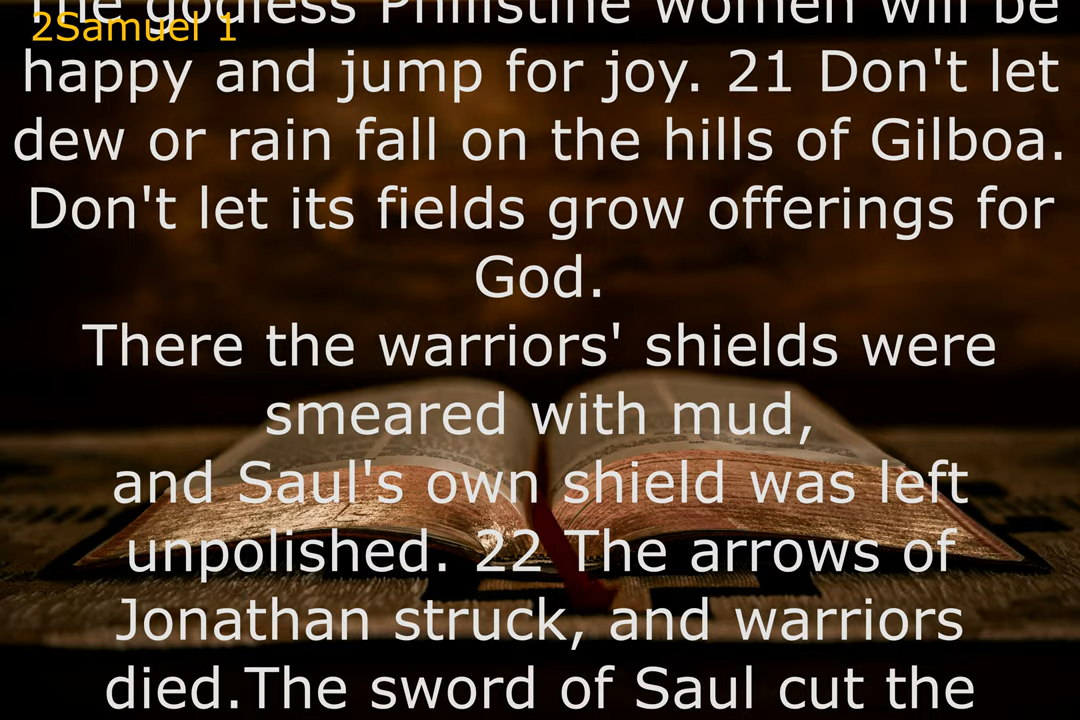 The godless Philistine women will be
2Samuel 1
happy and jump for joy. 21 Don't let
dew or rain fall on the hills of Gilboa.
Don't let its fields grow offerings for
God.
There the warriors' shields were
smeared with mud,
and Saul's own shield was left
unpolished. 22 The arrows of
Jonathan struck, and warriors
died.The sword of Saul cut the